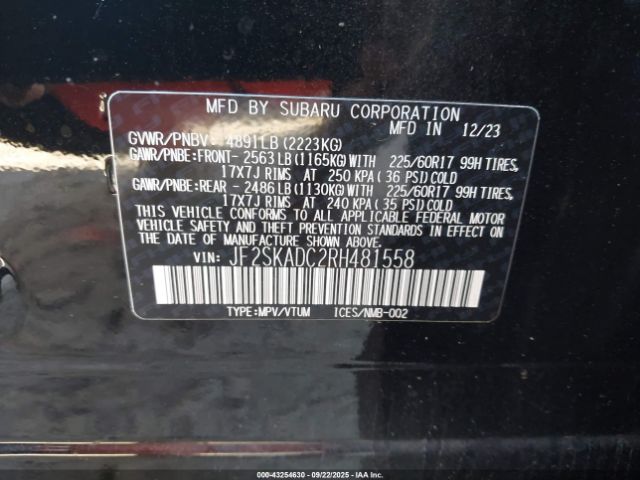 MFD BY SUBARU CORPORATION
MFD IN 12/23
GVWR/PNBV: 4891LB (2223KG)
GAWR/PNBE:FRONT- 2563 LB (1165KG) WITH 225/60R17 99H TIRES,
17X7J RIMS AT 250 KPA( 36 PSI) COLD
GAWR/PNBE:REAR - 2486 LB (1130KG) WITH 225/60R17 99H TIRES,
17X7J RIMS AT 240 KPA( 35 PSI) COLD
THIS VEHICLE CONFORMS TO ALL APPLICABLE FEDERAL MOTOR
VEHICLE SAFETY, BUMPER, AND THEFT PREVENTION STANDARDS
IN EFFECT ON THE DATE OF MANUFACTURE SHOWN ABOVE.
VIN: JF2SKADC2RH481558
TYPE:MPV/VTUM ICES/NMB-002
000-43254630 - 09/22/2025 - IAAI.COM